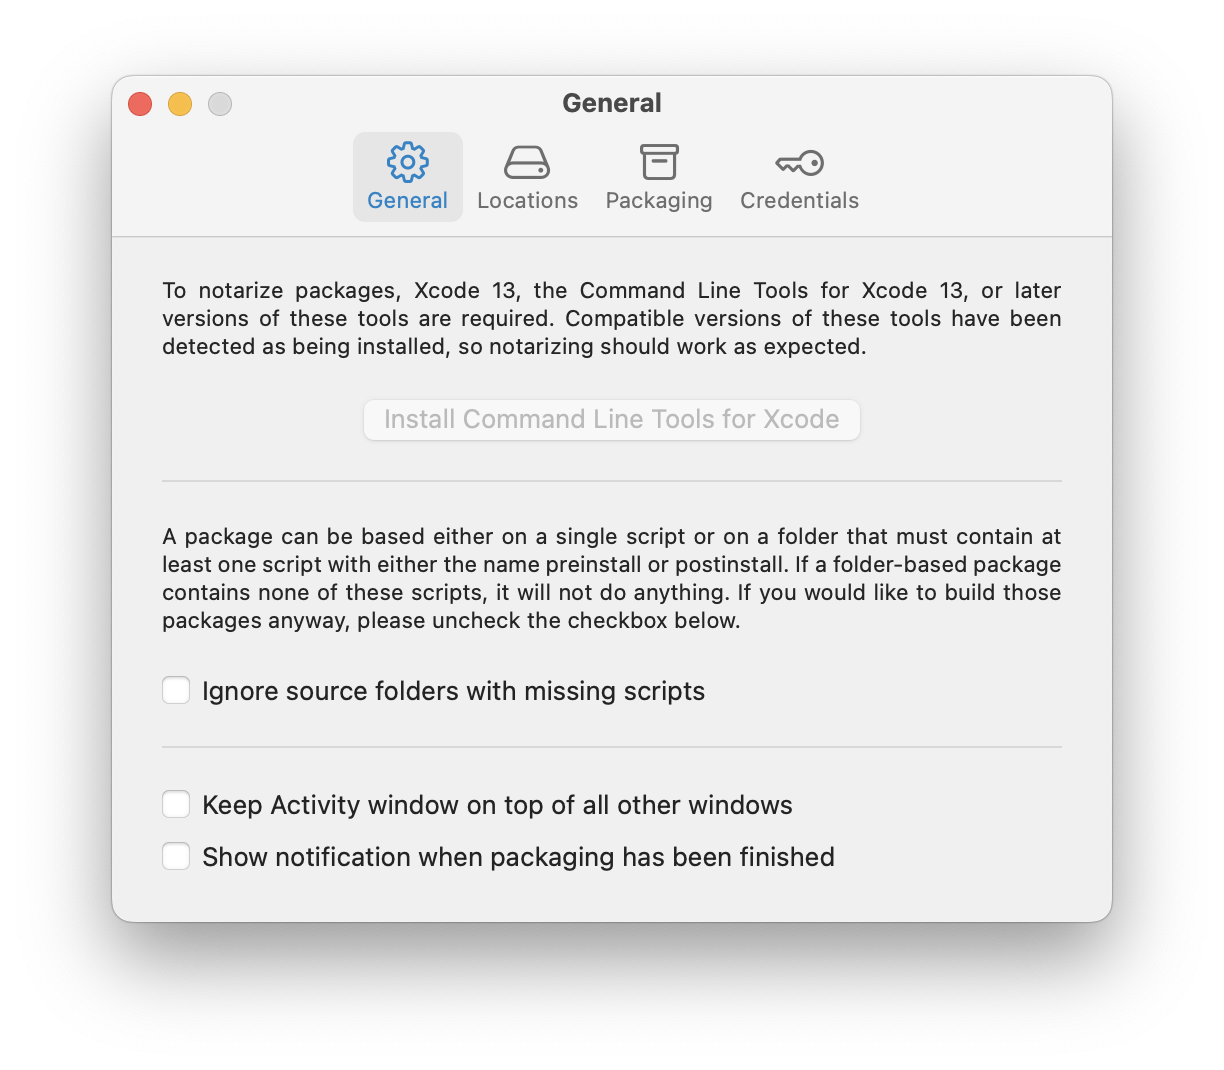 General
General
Locations
Packaging
Credentials
To notarize packages, Xcode 13, the Command Line Tools for Xcode 13, or later
versions of these tools are required. Compatible versions of these tools have been
detected as being installed, so notarizing should work as expected.
Install Command Line Tools for Xcode
A package can be based either on a single script or on a folder that must contain at
least one script with either the name preinstall or postinstall. If a folder-based package
contains none of these scripts, it will not do anything. If you would like to build those
packages anyway, please uncheck the checkbox below.
Ignore source folders with missing scripts
Keep Activity window on top of all other windows
Show notification when packaging has been finished